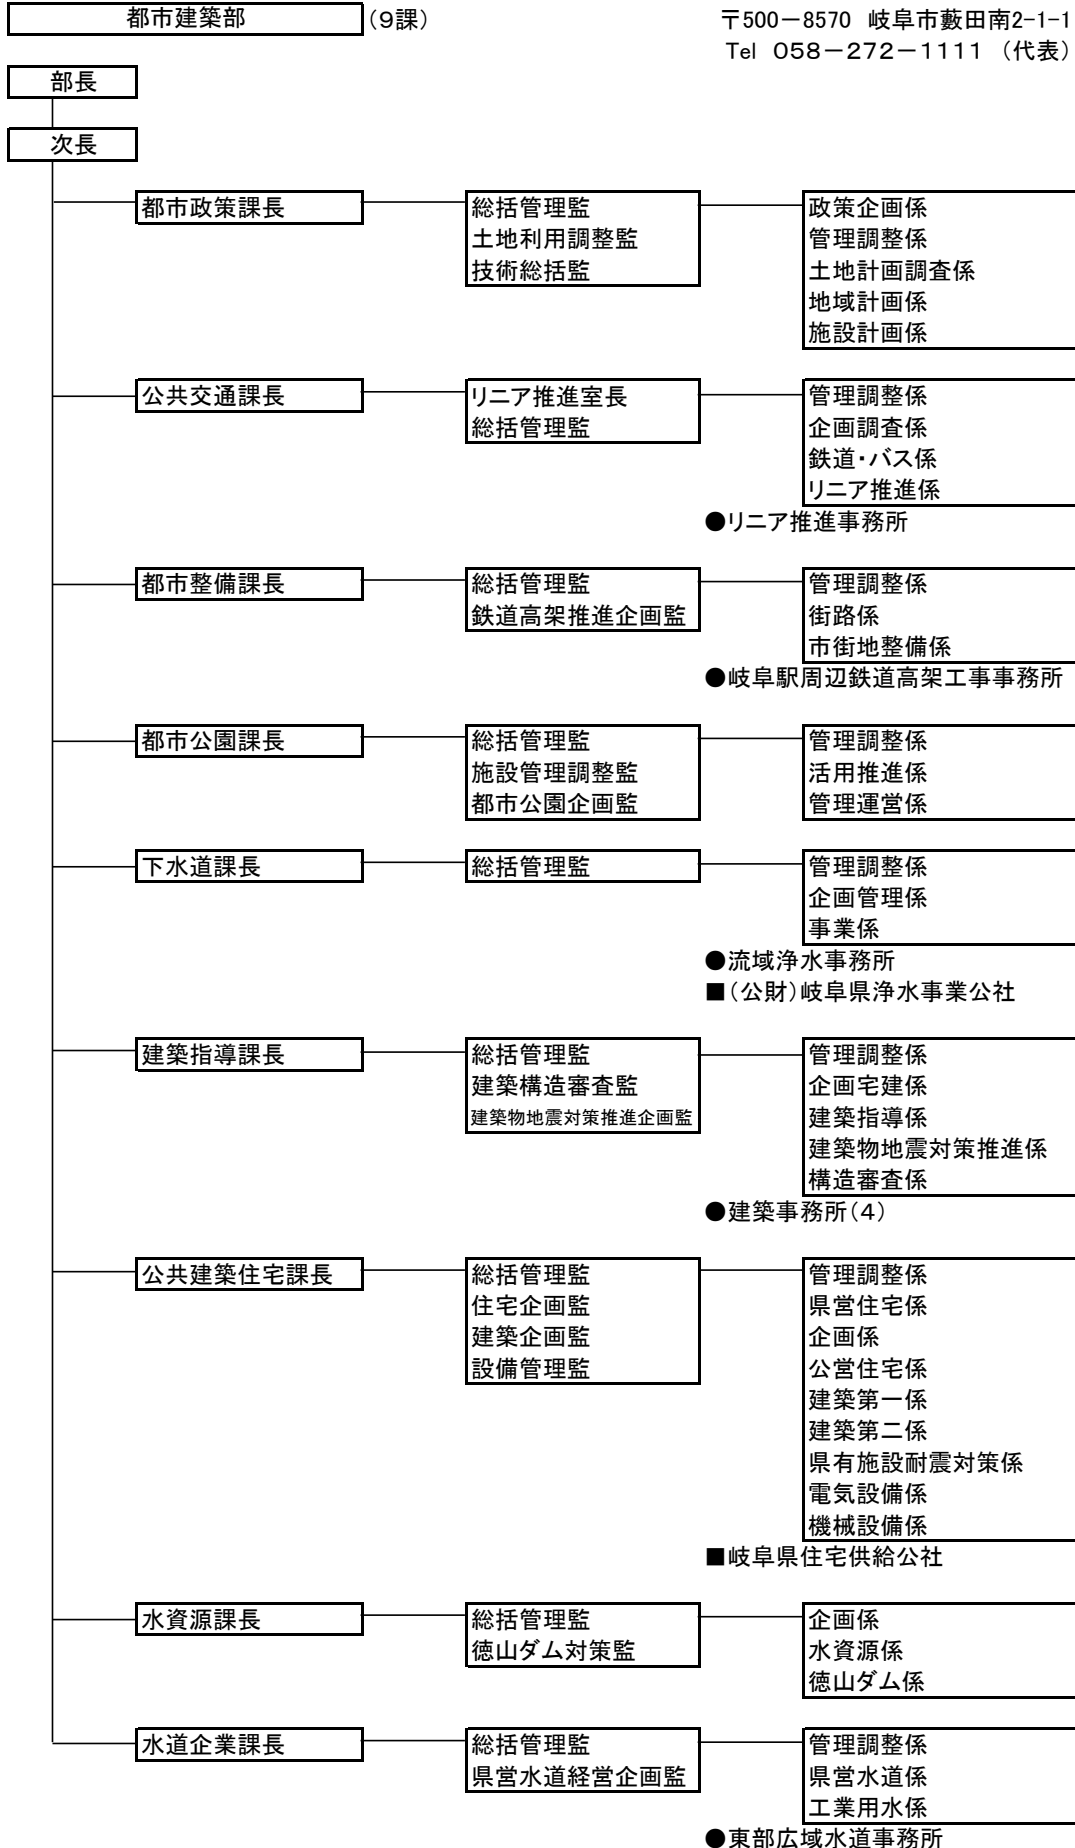 都市建築部 (9課) 〒500－8570 岐阜市藪田南2-1-1
Tel 058－272－1111 (代表)
部長
次長
都市政策課長 総括管理監 政策企画係
土地利用調整監 管理調整係
技術総括監 土地計画調査係
地域計画係
施設計画係
公共交通課長 リニア推進室長 管理調整係
総括管理監 企画調査係
鉄道・バス係
リニア推進係
●リニア推進事務所
都市整備課長 総括管理監 管理調整係
鉄道高架推進企画監 街路係
市街地整備係
●岐阜駅周辺鉄道高架工事事務所
都市公園課長 総括管理監 管理調整係
施設管理調整監 活用推進係
都市公園企画監 管理運営係
下水道課長 総括管理監 管理調整係
企画管理係
事業係
●流域浄水事務所
■(公財)岐阜県浄水事業公社
建築指導課長 総括管理監 管理調整係
建築構造審査監 企画宅建係
建築物地震対策推進企画監 建築指導係
建築物地震対策推進係
構造審査係
●建築事務所(4)
公共建築住宅課長 総括管理監 管理調整係
住宅企画監 県営住宅係
建築企画監 企画係
設備管理監 公営住宅係
建築第一係
建築第二係
県有施設耐震対策係
電気設備係
機械設備係
■岐阜県住宅供給公社
水資源課長 総括管理監 企画係
徳山ダム対策監 水資源係
徳山ダム係
水道企業課長 総括管理監 管理調整係
県営水道経営企画監 県営水道係
工業用水係
●東部広域水道事務所